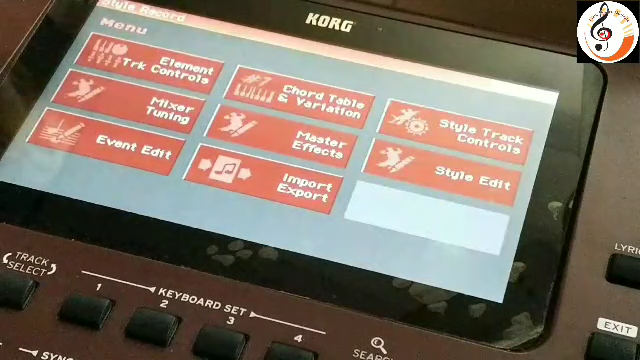 Style Record
KORG
Menu
Element
Trk Controls
#7
Chord Table
& Variation
Style Track
Controls
Mixer
Tuning
Master
Effects
Style Edit
Event Edit
Import
Export
TRACK
SELECT
KEYBOARD SET
1
2
3
4
LYRIC
EXIT
SEARCH